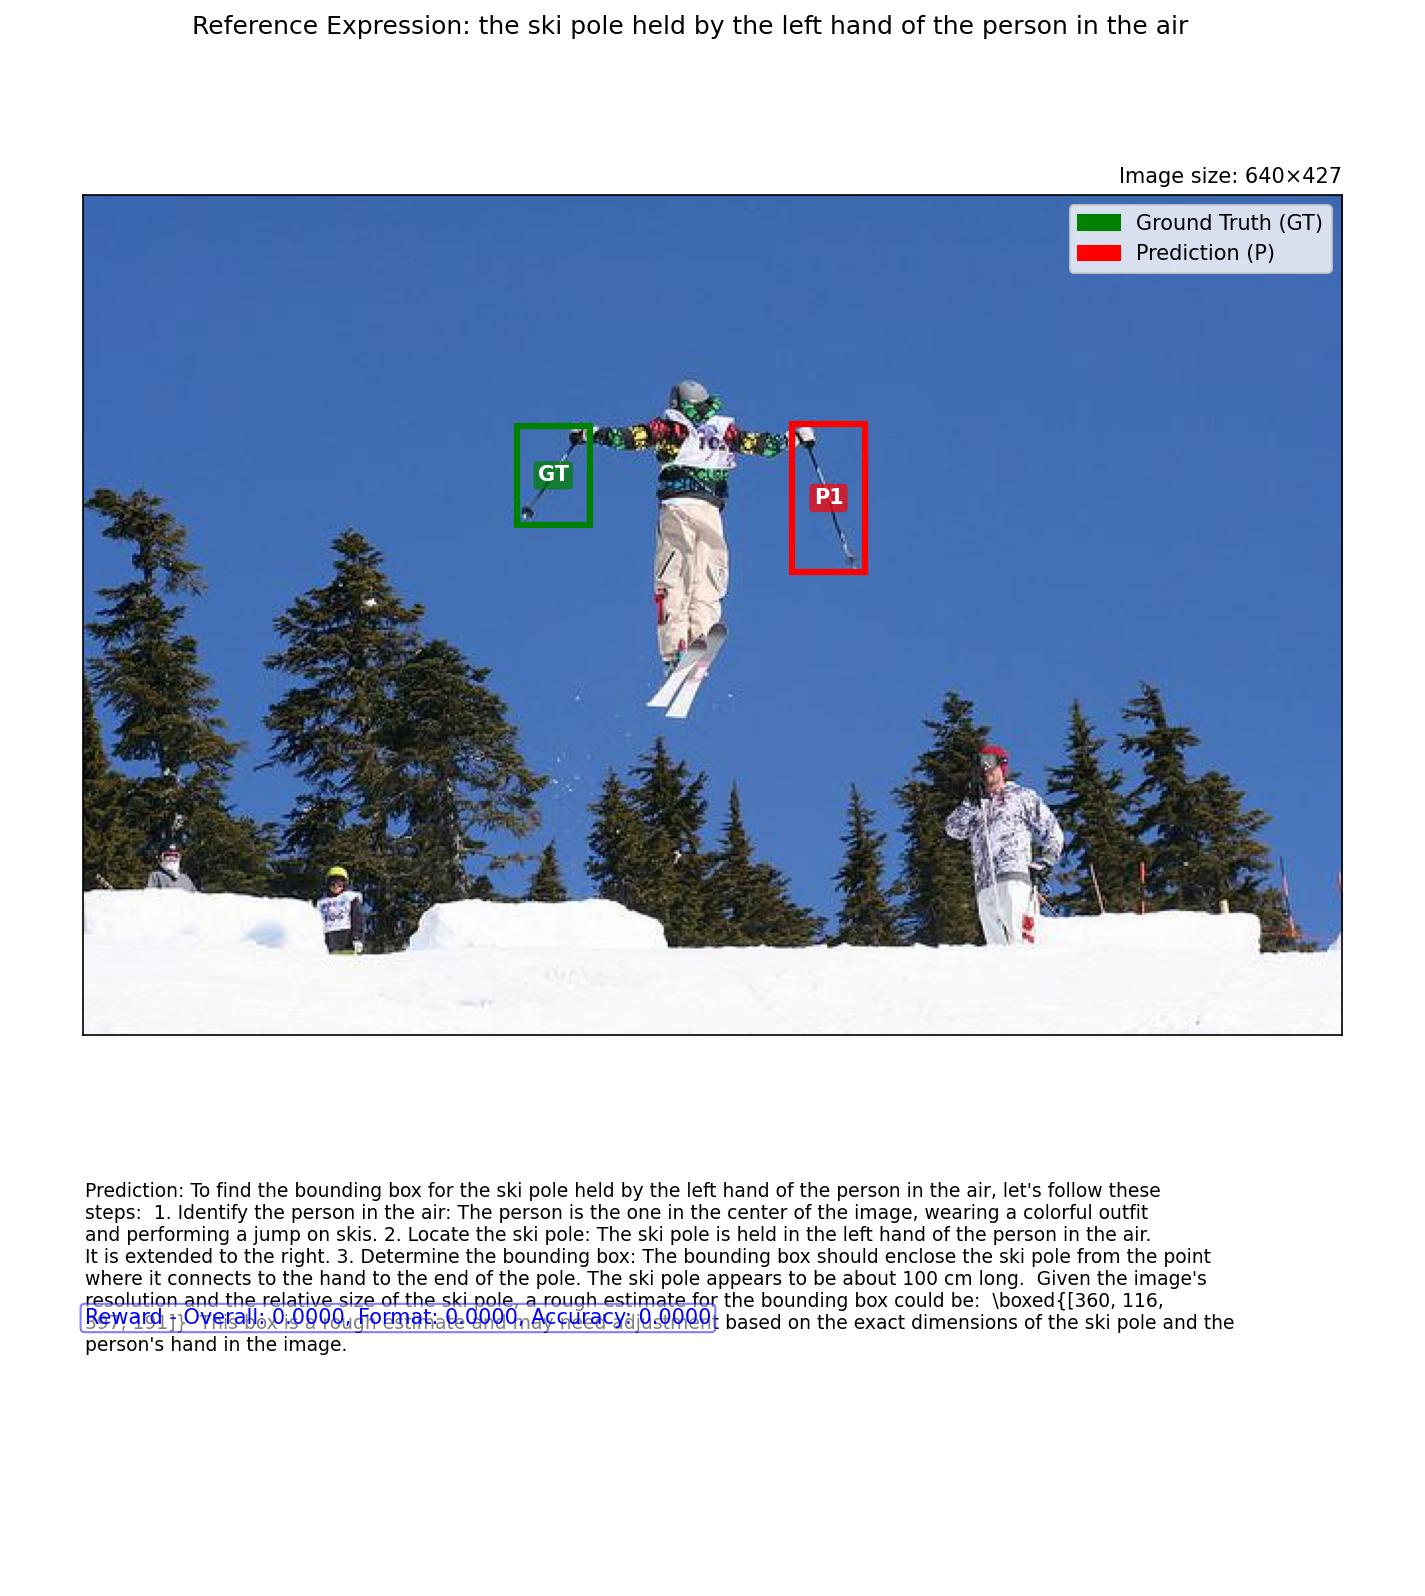 Reference Expression: the ski pole held by the left hand of the person in the air
Image size: 640×427
Ground Truth (GT)
Prediction (P)
GT
P1
Prediction: To find the bounding box for the ski pole held by the left hand of the person in the air, let's follow these
steps:  1. Identify the person in the air: The person is the one in the center of the image, wearing a colorful outfit
and performing a jump on skis. 2. Locate the ski pole: The ski pole is held in the left hand of the person in the air.
It is extended to the right. 3. Determine the bounding box: The bounding box should enclose the ski pole from the point
where it connects to the hand to the end of the pole. The ski pole appears to be about 100 cm long.  Given the image's
resolution and the relative size of the ski pole, a rough estimate for the bounding box could be:  \boxed{[360, 116,
Reward - Overall: 0.0000, Format: 0.0000, Accuracy: 0.0000
397, 191]}  This box is a rough estimate and may need adjustment based on the exact dimensions of the ski pole and the
person's hand in the image.